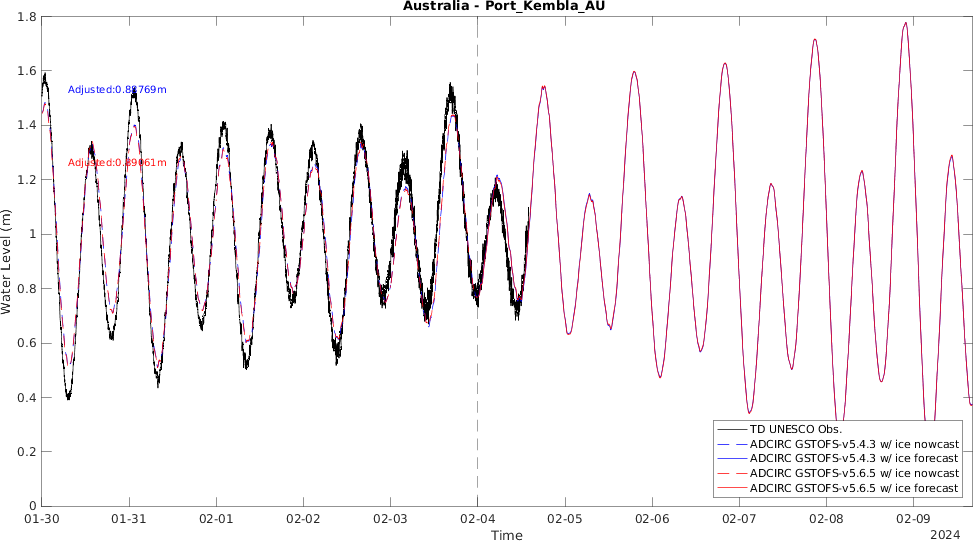 Australia - Port_Kembla_AU
1.8
1.6
Adjusted:0.88769m
1.4
Adjusted:0.89061m
1.2
1
0.8
0.6
0.4
0.2
0
Water Level (m)
TD UNESCO Obs.
ADCIRC GSTOFS-v5.4.3 w/ ice nowcast
ADCIRC GSTOFS-v5.4.3 w/ ice forecast
ADCIRC GSTOFS-v5.6.5 w/ ice nowcast
ADCIRC GSTOFS-v5.6.5 w/ ice forecast
01-30 01-31 02-01 02-02 02-03 02-04 02-05 02-06 02-07 02-08 02-09
Time
2024